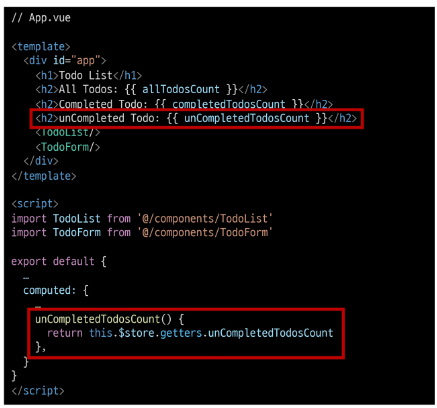 // App.vue
<template>
<div id="app">
<h1>Todo List</h1>
<h2>All Todos: {{ allTodosCount }}</h2>
<h2>Completed Todo: {{ completedTodosCount }}</h2>
<h2>unCompleted Todo: {{ unCompletedTodosCount }}</h2>
<TodoList/>
<TodoForm/>
</div>
</template>
<script>
import TodoList from '@/components/TodoList'
import TodoForm from '@/components/TodoForm'
export default {
…
computed: {
…
unCompletedTodosCount() {
return this.$store.getters.unCompletedTodosCount
},
}
}
</script>